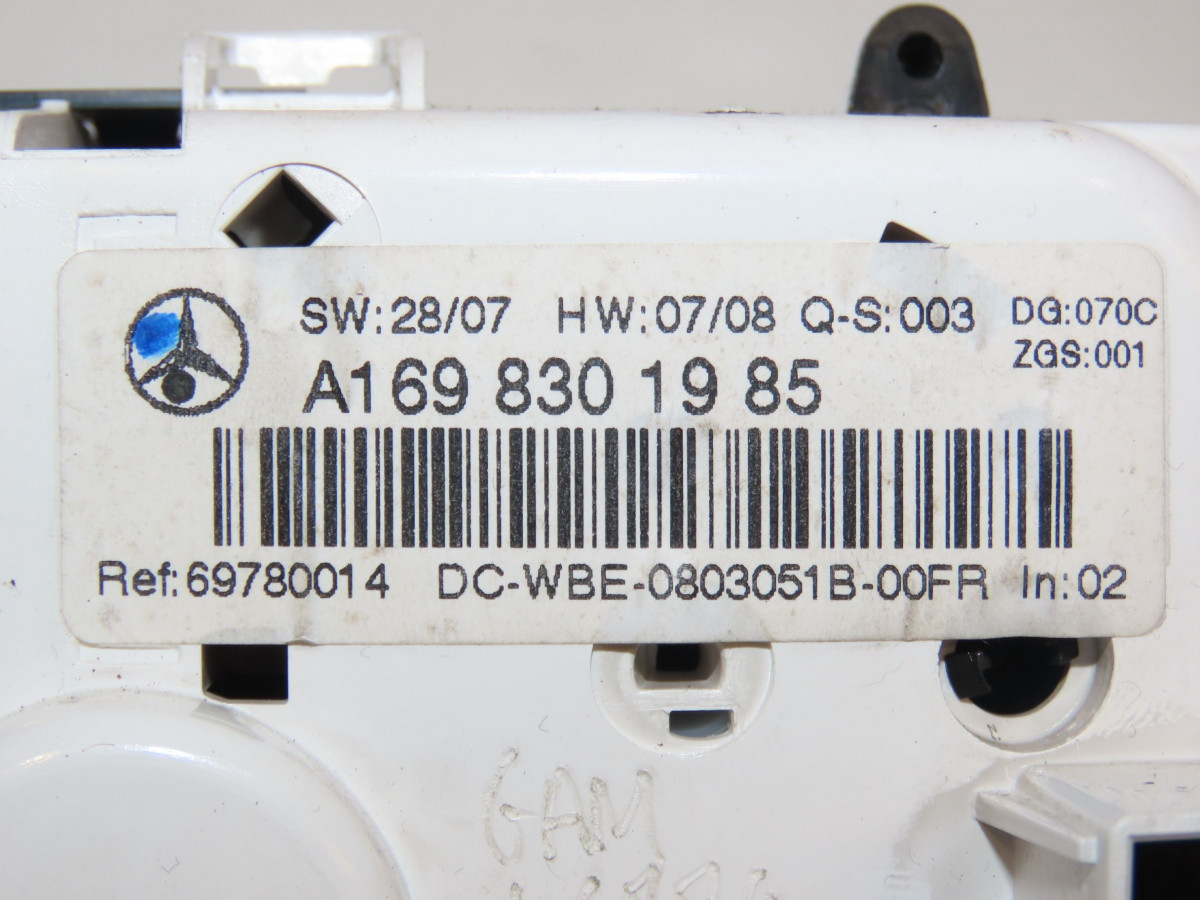 SW:28/07 HW:07/08 Q-S:003 DG:070C
ZGS:001
A169 830 19 85
Ref:69780014 DC-WBE-0803051B-00FR In:02
GAM